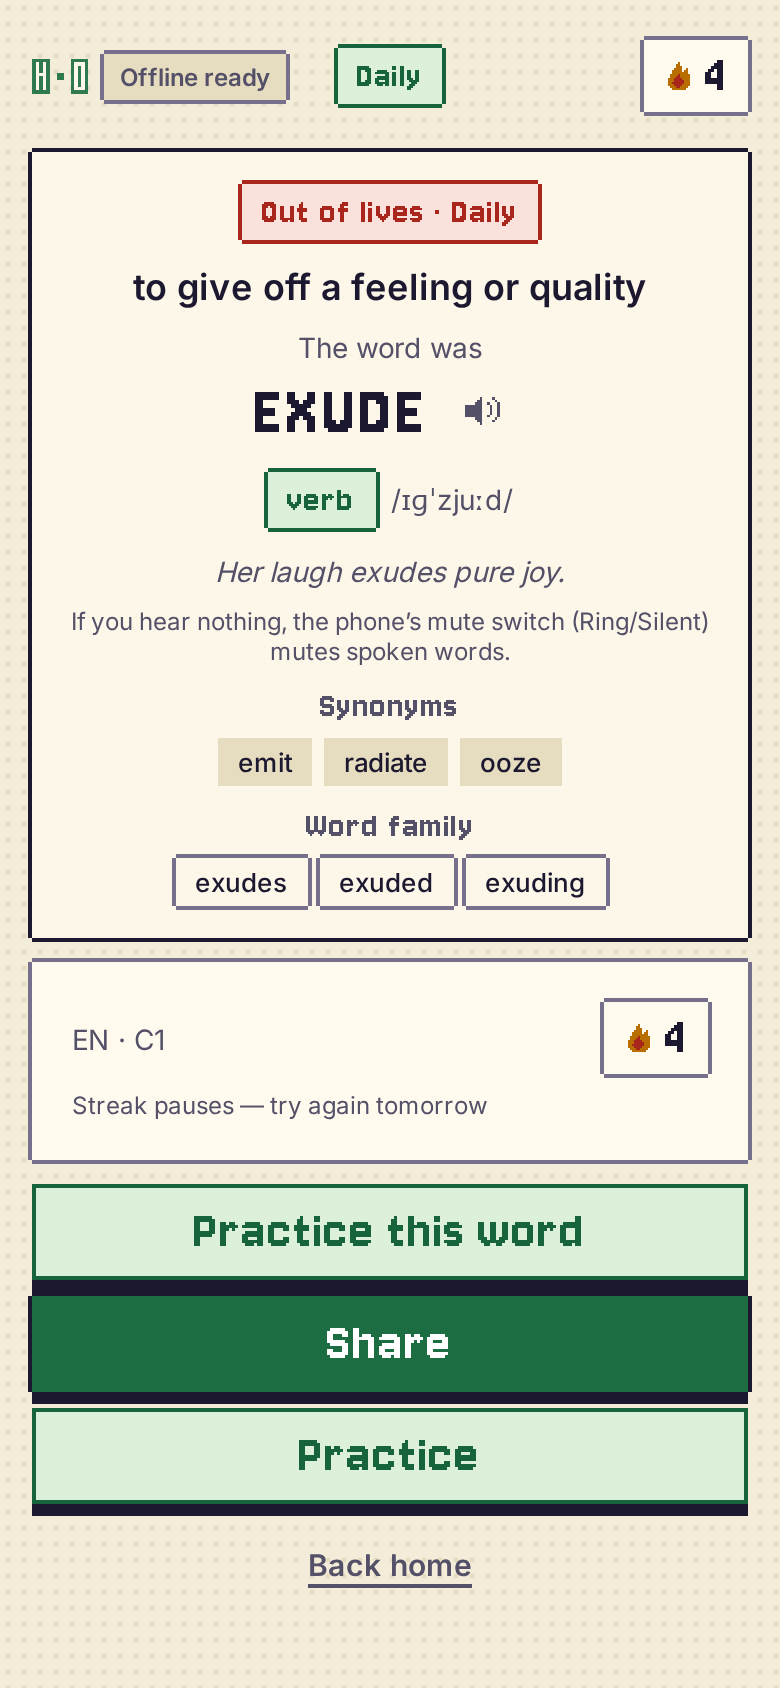 H·D
Offline ready
Daily
4
Out of lives · Daily
to give off a feeling or quality
The word was
EXUDE
verb /ɪɡˈzjuːd/
Her laugh exudes pure joy.
If you hear nothing, the phone’s mute switch (Ring/Silent)
mutes spoken words.
Synonyms
emit radiate ooze
Word family
exudes exuded exuding
EN · C1
4
Streak pauses — try again tomorrow
Practice this word
Share
Practice
Back home